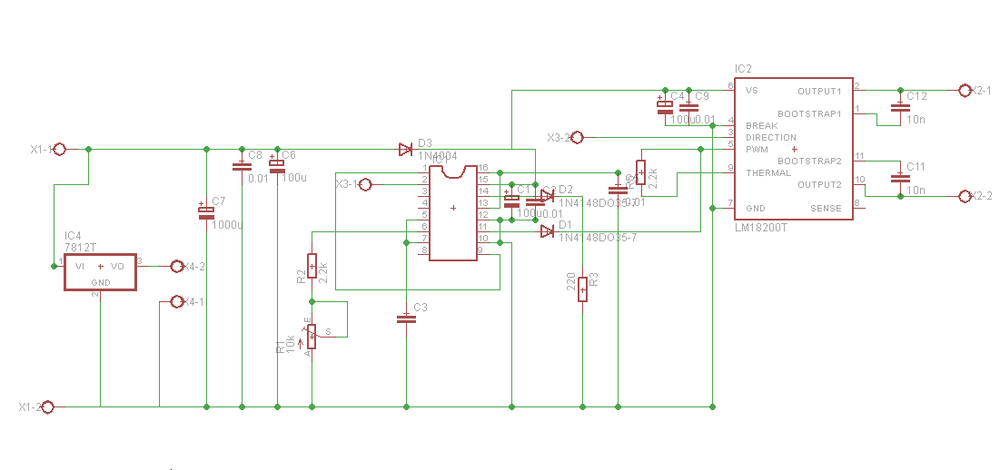 IC2
6 VS OUTPUT1 2
BOOTSTRAP1 1
4 BREAK
3 DIRECTION
5 PWM
BOOTSTRAP2 11
9 THERMAL
OUTPUT2 10
7 GND SENSE 8
LM18200T
X2-1
C12
10n
C11
10n
X2-2
C4
100u
C9
0.01
X3-2
2.2k
X1-1
D3
1N4004
C8
0.01
C6
100u
C7
1000u
IC1
1 16
2 15
3 14
4 13
5 12
6 11
7 10
8 9
X3-1
C1
100u
0.01
D2
1N4148DO35-7
0.01
D1
1N4148DO35-7
IC4
7812T
1 VI VO 3
GND
2
X4-2
X4-1
R2
2.2k
R1
10k
E
S
A
C3
220
R3
X1-2